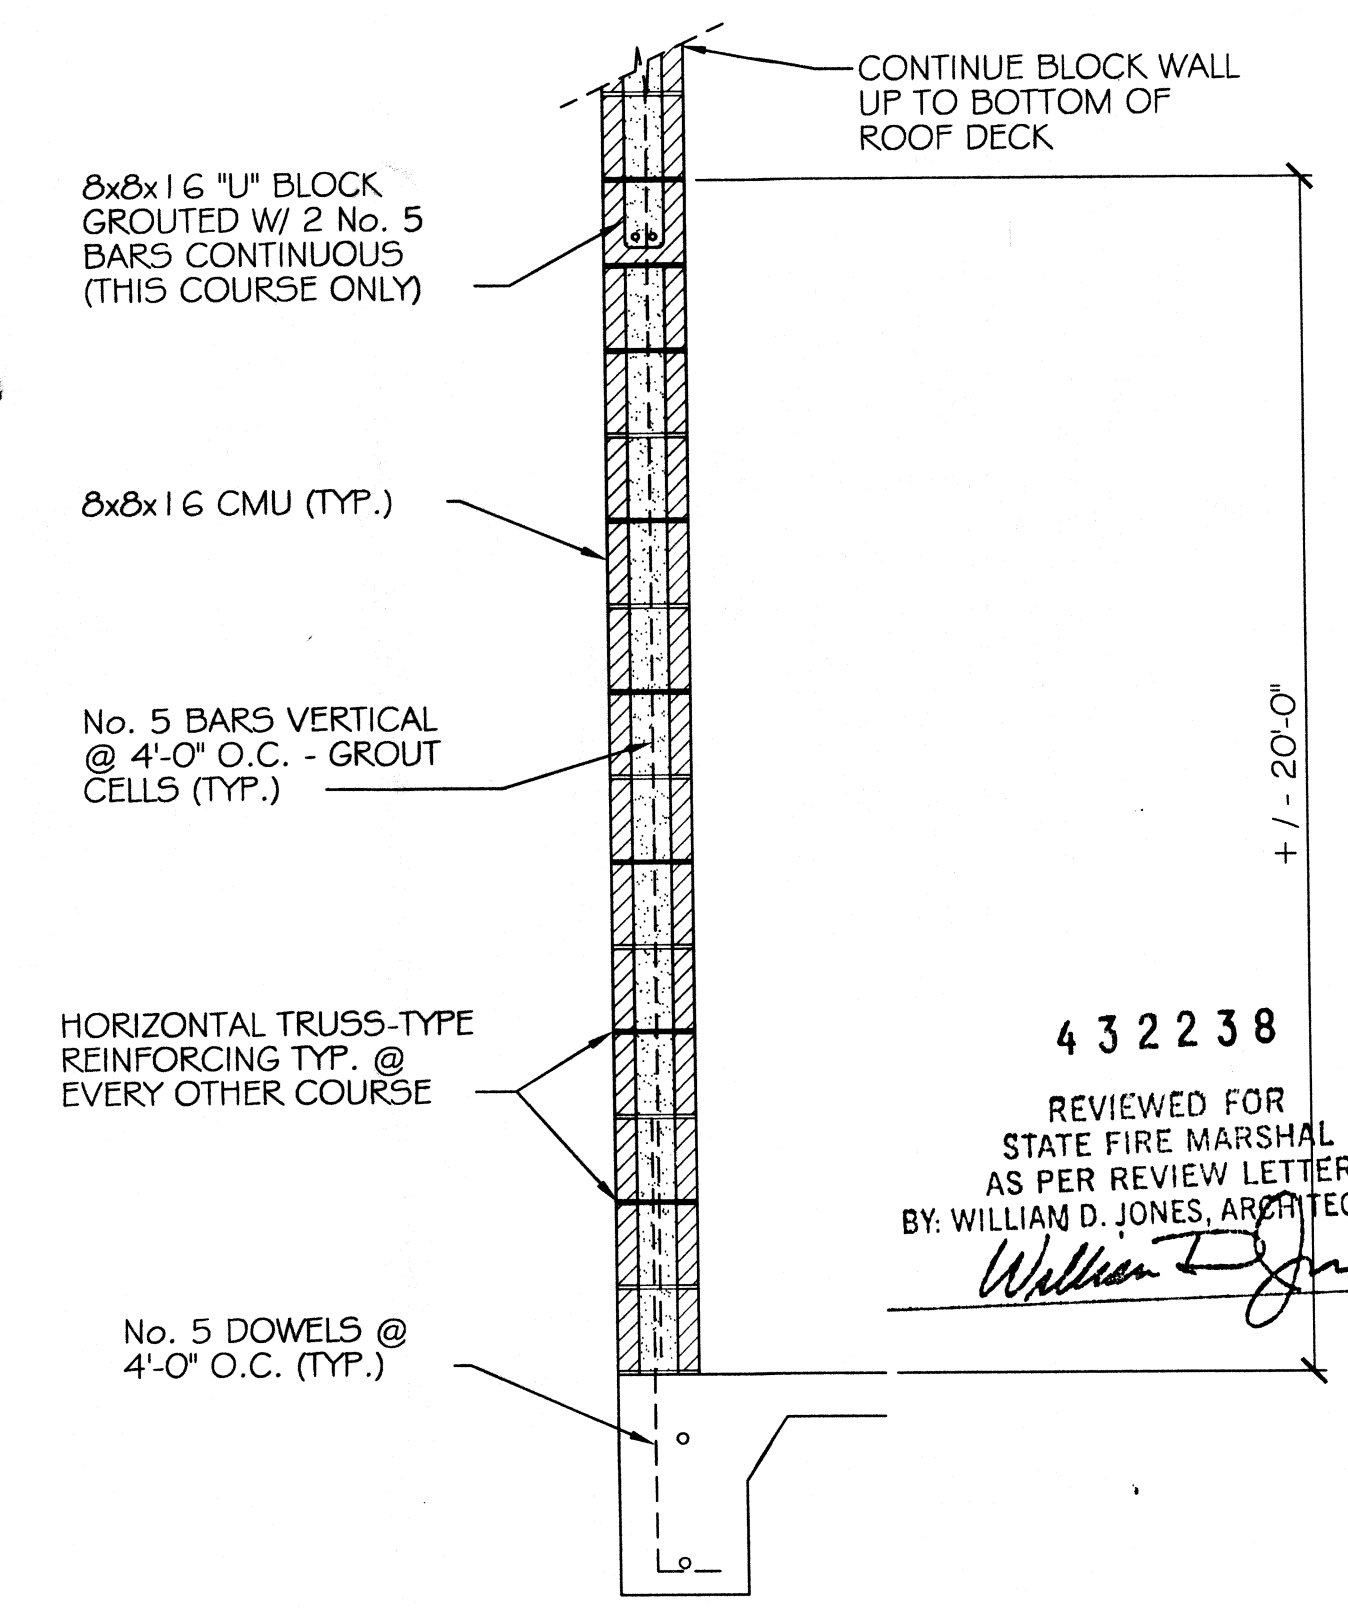 CONTINUE BLOCK WALL
UP TO BOTTOM OF
ROOF DECK
8x8x16 "U" BLOCK
GROUTED W/ 2 No. 5
BARS CONTINUOUS
(THIS COURSE ONLY)
8x8x16 CMU (TYP.)
No. 5 BARS VERTICAL
@ 4'-0" O.C. - GROUT
CELLS (TYP.)
+ / - 20'-0"
HORIZONTAL TRUSS-TYPE
REINFORCING TYP. @
EVERY OTHER COURSE
432238
REVIEWED FOR
STATE FIRE MARSHAL
AS PER REVIEW LETTER
BY: WILLIAM D. JONES, ARCHITEC
William D Jon
No. 5 DOWELS @
4'-0" O.C. (TYP.)